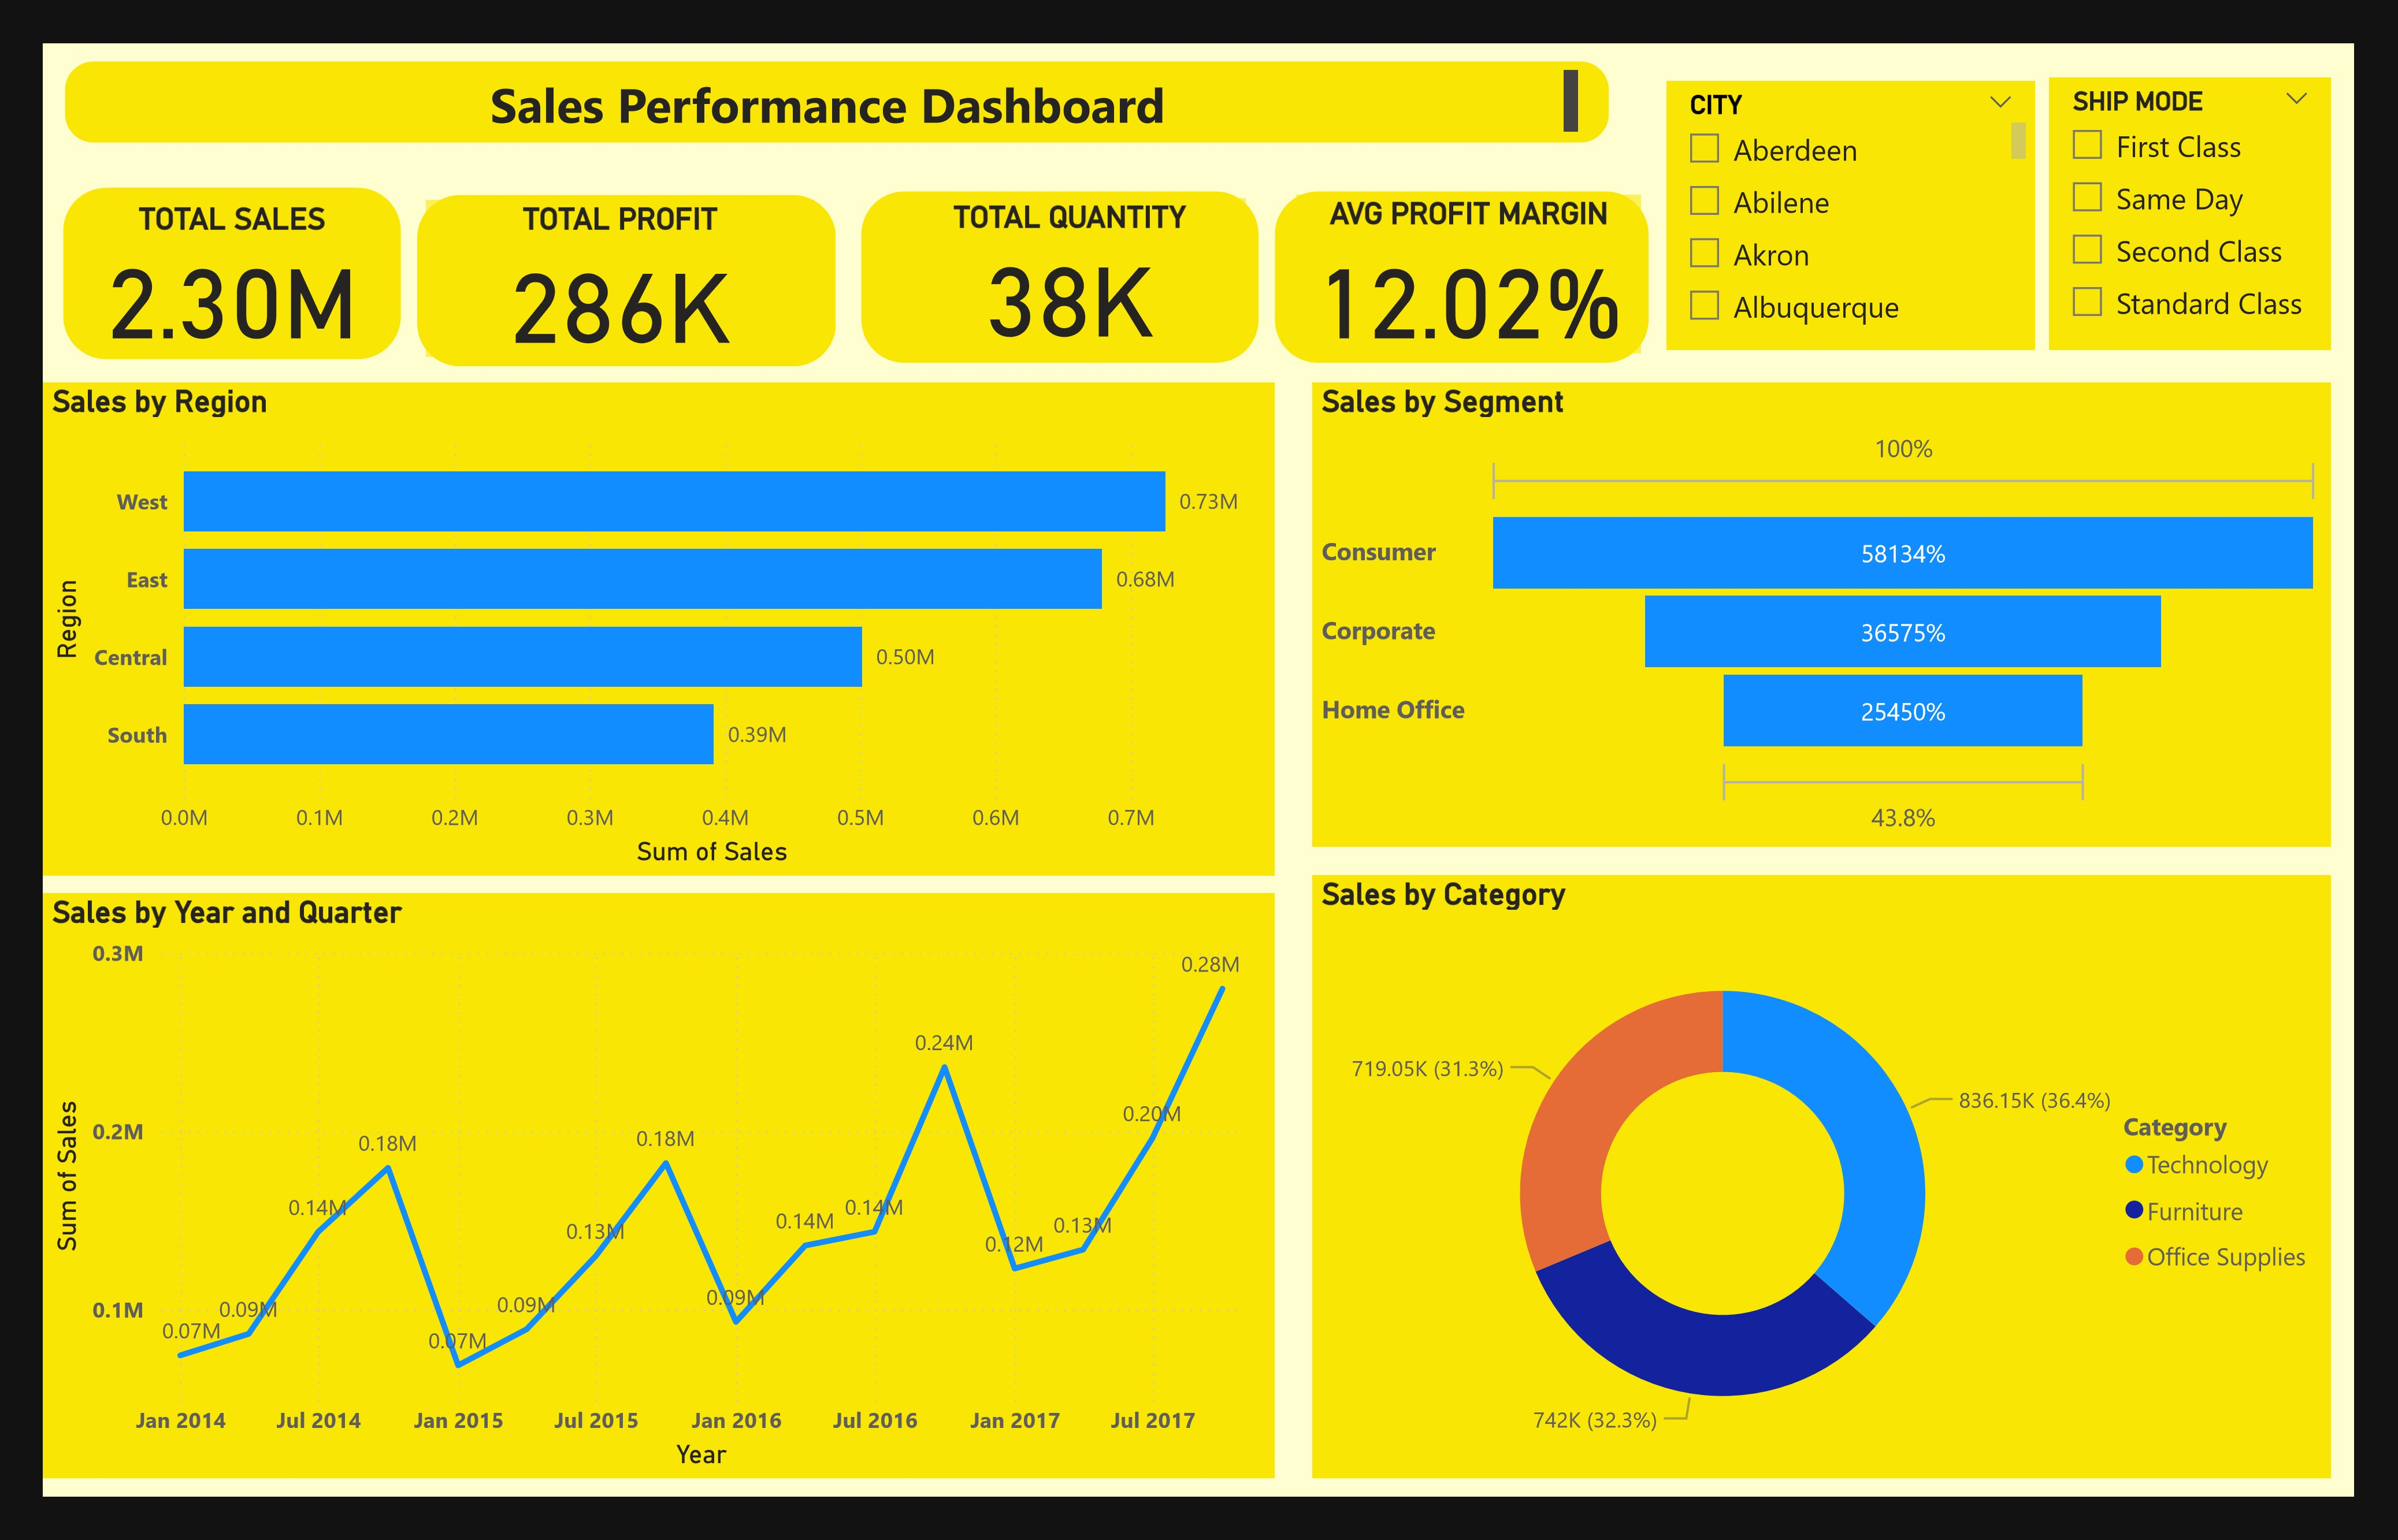 Sales Performance Dashboard
CITY
Aberdeen
Abilene
Akron
Albuquerque
SHIP MODE
First Class
Same Day
Second Class
Standard Class
TOTAL SALES
2.30M
TOTAL PROFIT
286K
TOTAL QUANTITY
38K
AVG PROFIT MARGIN
12.02%
Sales by Region
Region
West
0.73M
East
0.68M
Central
0.50M
South
0.39M
0.0M 0.1M 0.2M 0.3M 0.4M 0.5M 0.6M 0.7M
Sum of Sales
Sales by Segment
100%
Consumer 58134%
Corporate 36575%
Home Office 25450%
43.8%
Sales by Year and Quarter
Sum of Sales
0.3M
0.2M
0.1M
0.07M
0.09M
0.14M
0.18M
0.07M
0.09M
0.13M
0.18M
0.09M
0.14M
0.14M
0.24M
0.12M
0.13M
0.20M
0.28M
Jan 2014 Jul 2014 Jan 2015 Jul 2015 Jan 2016 Jul 2016 Jan 2017 Jul 2017
Year
Sales by Category
719.05K (31.3%)
836.15K (36.4%)
742K (32.3%)
Category
Technology
Furniture
Office Supplies